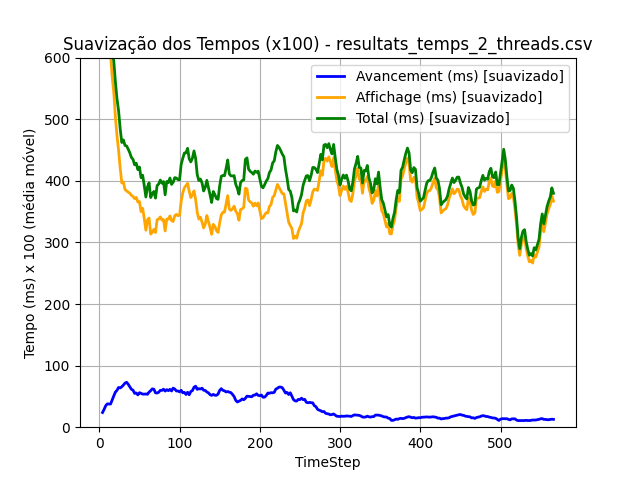 Suavização dos Tempos (x100) - resultats_temps_2_threads.csv
Avancement (ms) [suavizado]
Affichage (ms) [suavizado]
Total (ms) [suavizado]
Tempo (ms) x 100 (média móvel)
600
500
400
300
200
100
0
0 100 200 300 400 500
TimeStep